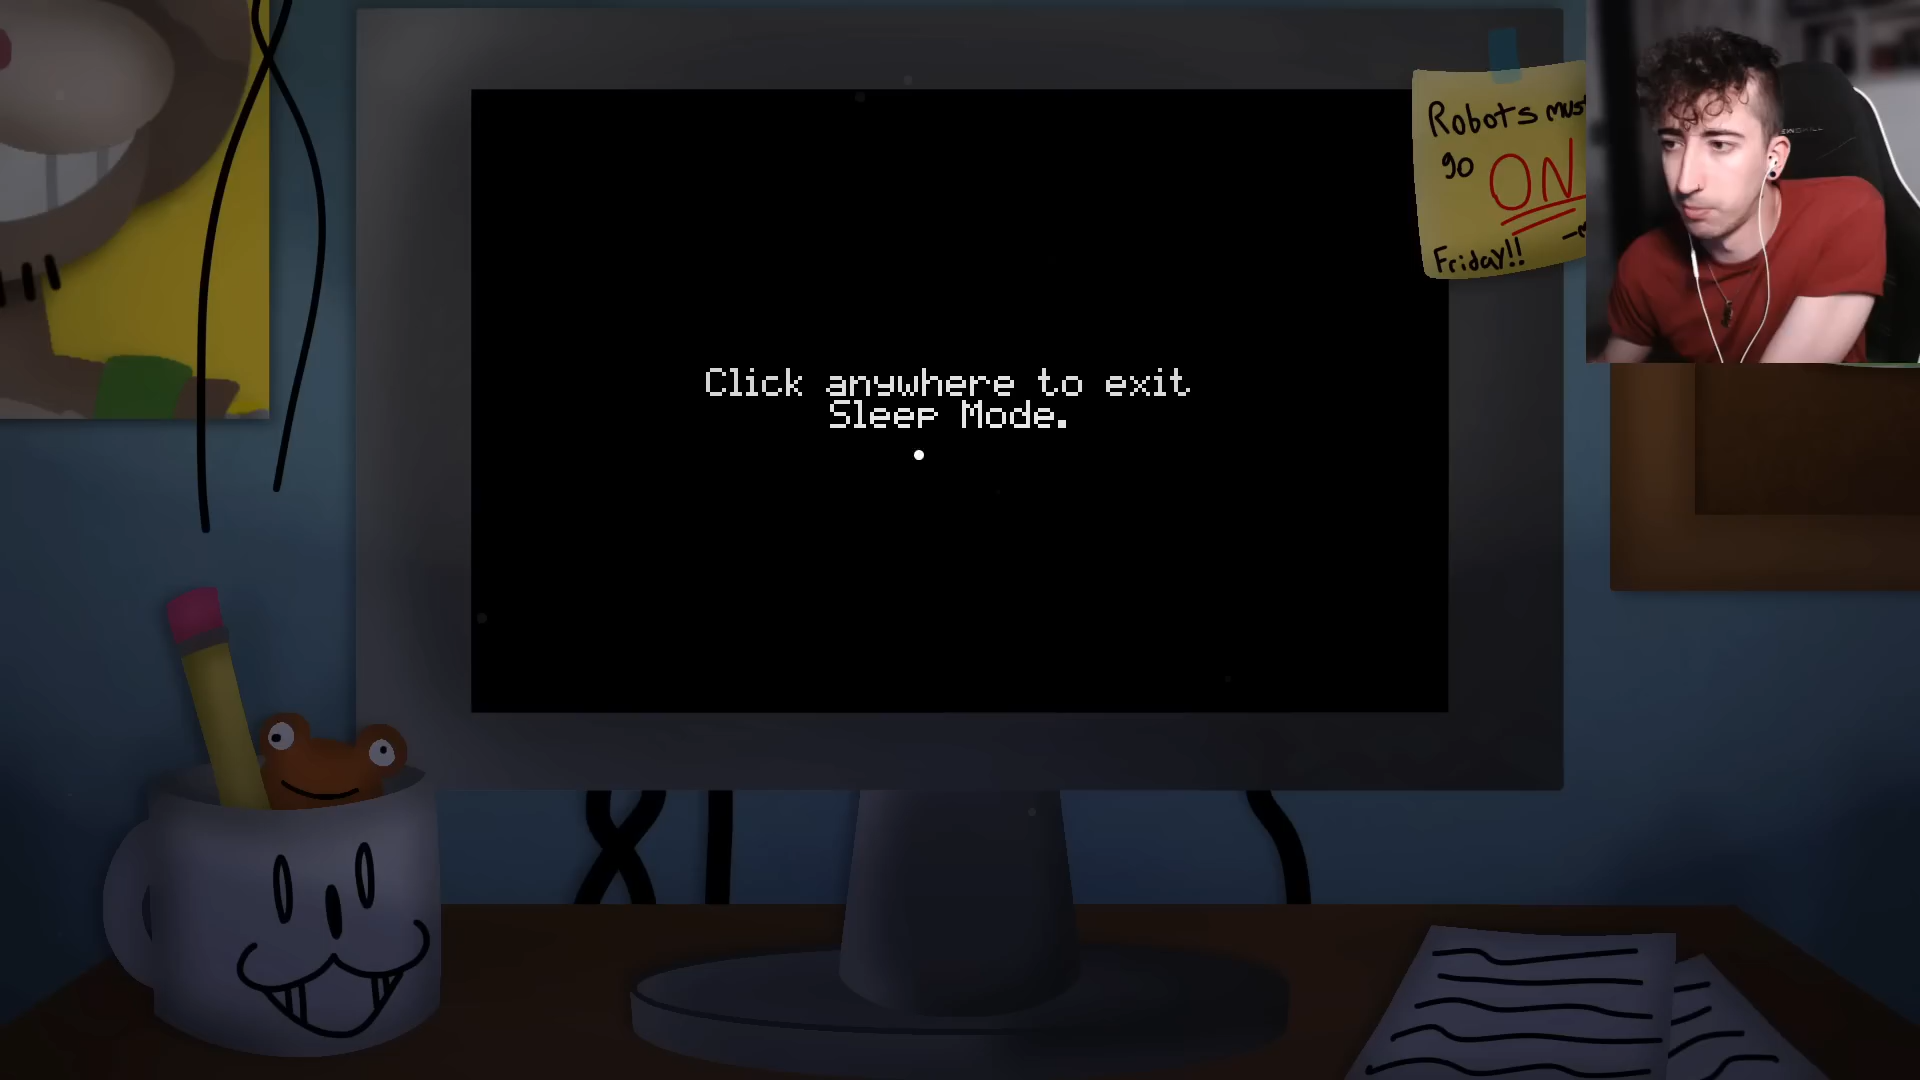 Robots must
go ON
Friday!!
Click anywhere to exit
Sleep Mode.